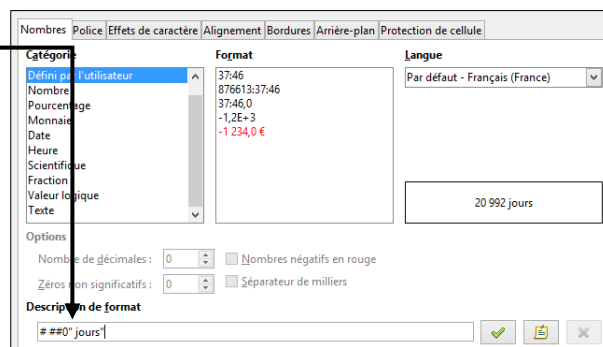 Nombres Police Effets de caractère Alignement Bordures Arrière-plan Protection de cellule
Catégorie Format Langue
Défini par l'utilisateur
Nombre
Pourcentage
Monnaie
Date
Heure
Scientifique
Fraction
Valeur logique
Texte
37:46
876613:37:46
37:46,0
-1,2E+3
-1 234,0 €
Par défaut - Français (France)
20 992 jours
Options
Nombre de décimales : 0 Nombres négatifs en rouge
Zéros non significatifs : 0 Séparateur de milliers
Description de format
# ##0" jours"